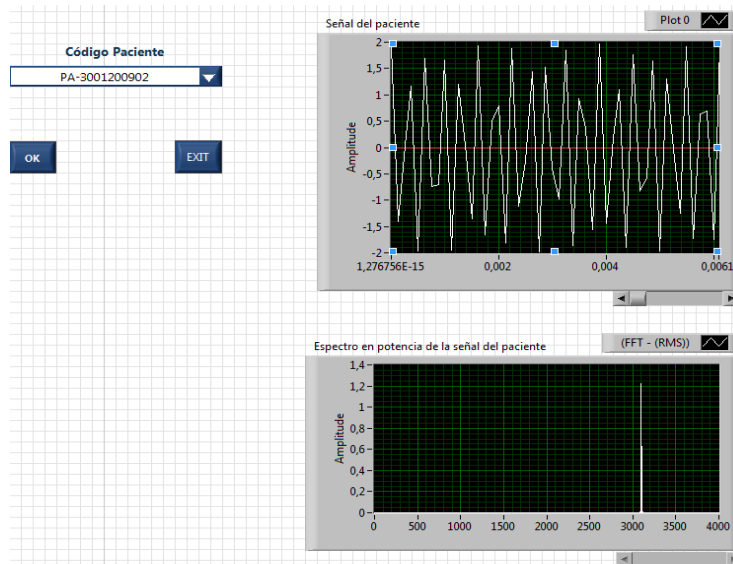 Código Paciente
PA-3001200902
OK
EXIT
Señal del paciente
Plot 0
Amplitude
2
1,5
1
0,5
0
-0,5
-1
-1,5
-2
1,276756E-15
0,002
0,004
0,0061
Espectro en potencia de la señal del paciente
(FFT - (RMS))
Amplitude
1,4
1,2
1
0,8
0,6
0,4
0,2
0
0
500
1000
1500
2000
2500
3000
3500
4000